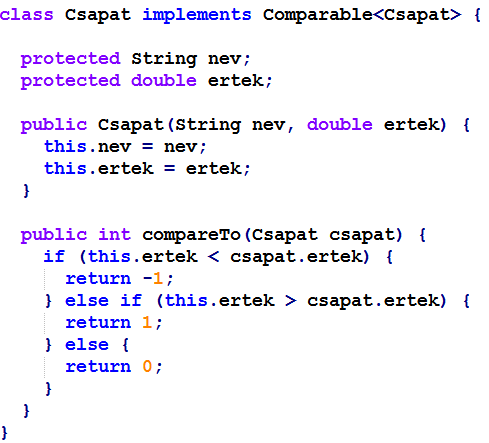 class Csapat implements Comparable<Csapat> {
protected String nev;
protected double ertek;
public Csapat(String nev, double ertek) {
this.nev = nev;
this.ertek = ertek;
}
public int compareTo(Csapat csapat) {
if (this.ertek < csapat.ertek) {
return -1;
} else if (this.ertek > csapat.ertek) {
return 1;
} else {
return 0;
}
}
}